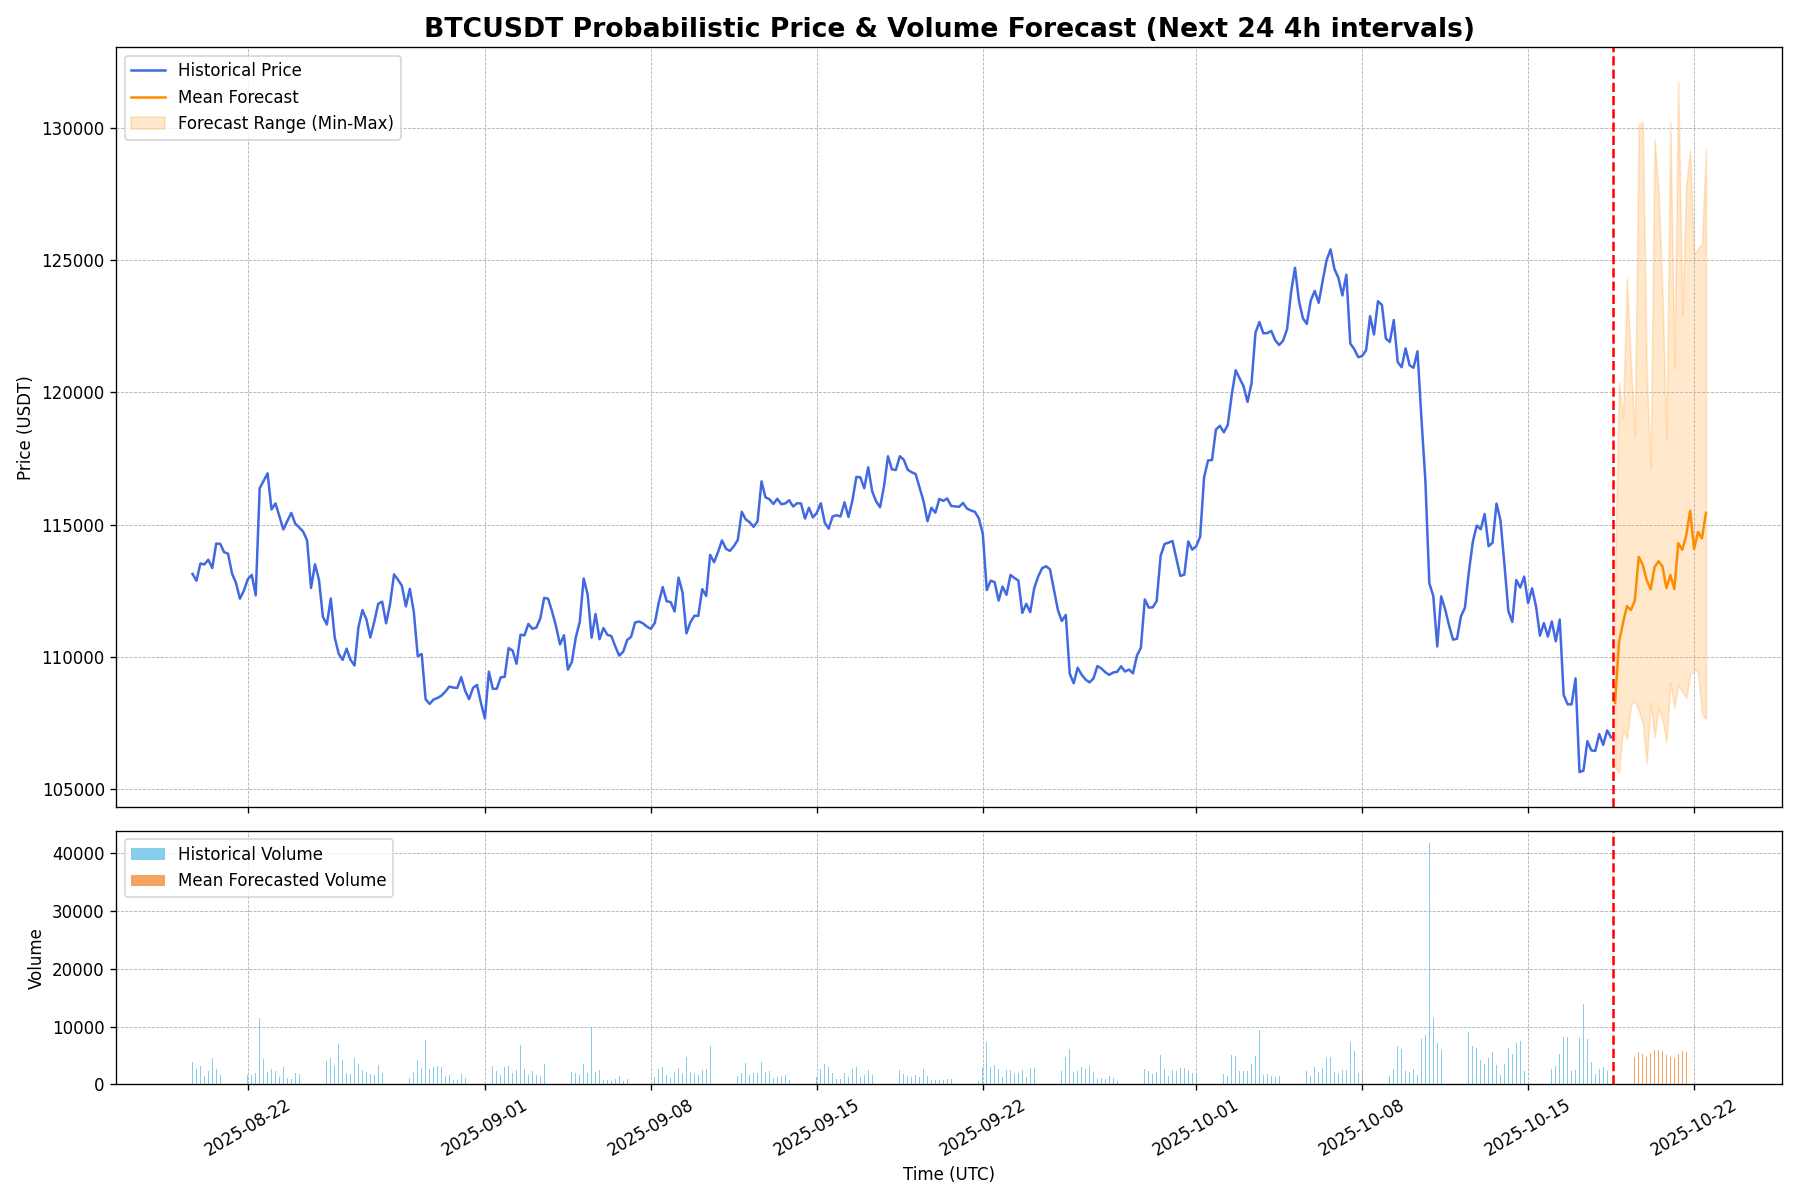 BTCUSDT Probabilistic Price & Volume Forecast (Next 24 4h intervals)
Historical Price
Mean Forecast
Forecast Range (Min-Max)
Price (USDT)
130000
125000
120000
115000
110000
105000
Historical Volume
Mean Forecasted Volume
Volume
40000
30000
20000
10000
0
2025-08-22
2025-09-01
2025-09-08
2025-09-15
2025-09-22
2025-10-01
2025-10-08
2025-10-15
2025-10-22
Time (UTC)